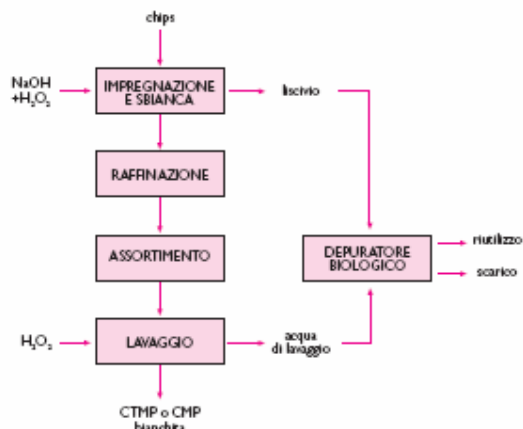 chips
NaOH
+H₂O₂
IMPREGNAZIONE
E SBIANCA
liscivio
RAFFINAZIONE
ASSORTIMENTO
DEPURATORE
BIOLOGICO
riutilizzo
scarico
H₂O₂
LAVAGGIO
acqua
di lavaggio
CTMP o CMP
bianchita